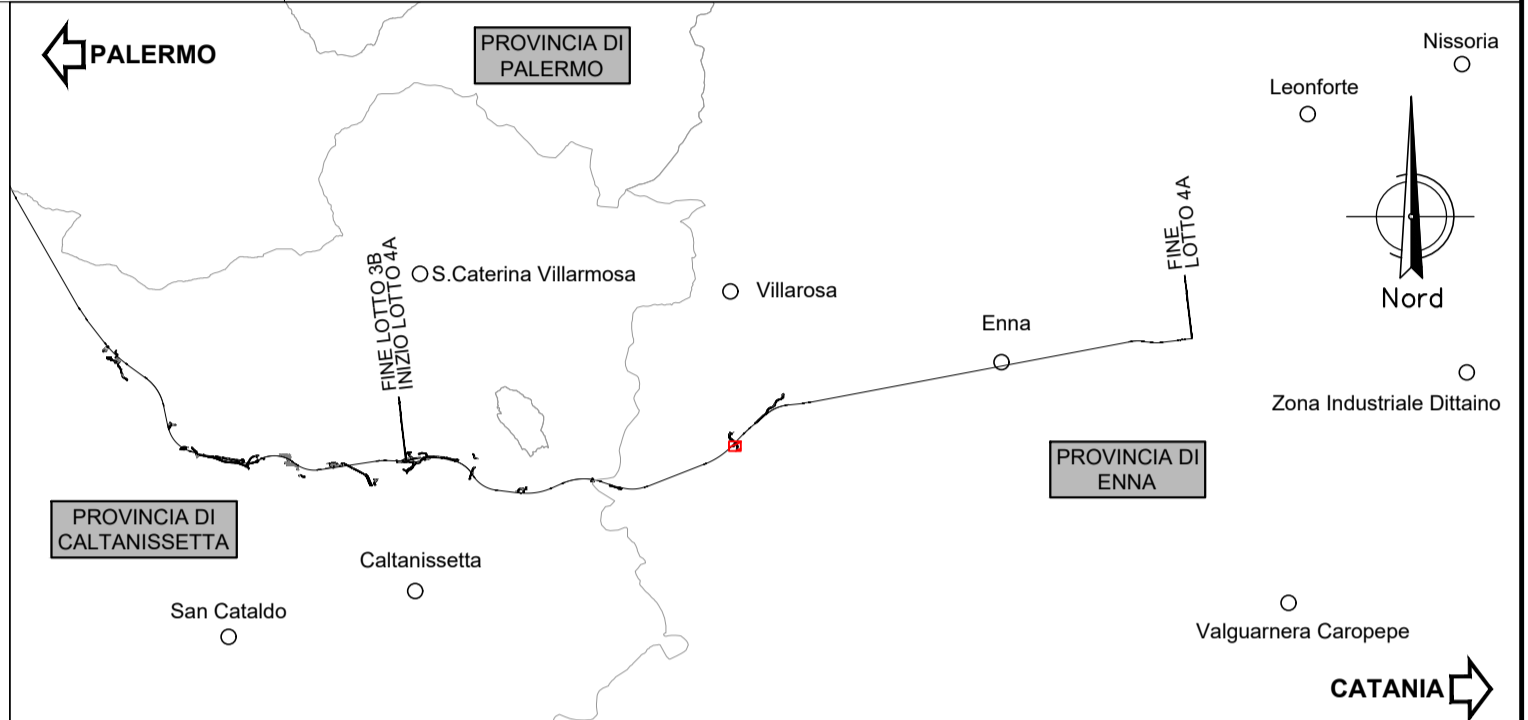 PALERMO
PROVINCIA DI
PALERMO
Nissoria
Leonforte
Nord
FINE LOTTO 3B
INIZIO LOTTO 4A
S.Caterina Villarmosa
Villarosa
Enna
FINE
LOTTO 4A
Zona Industriale Dittaino
PROVINCIA DI
ENNA
PROVINCIA DI
CALTANISSETTA
Caltanissetta
San Cataldo
Valguarnera Caropepe
CATANIA